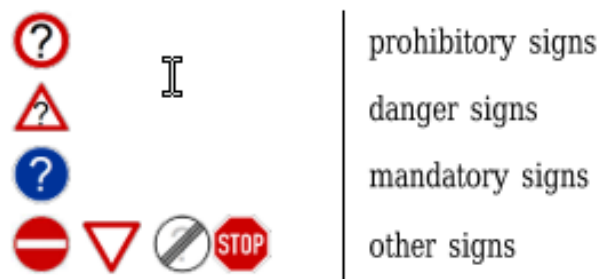 ? prohibitory signs
? danger signs
? mandatory signs
? STOP other signs